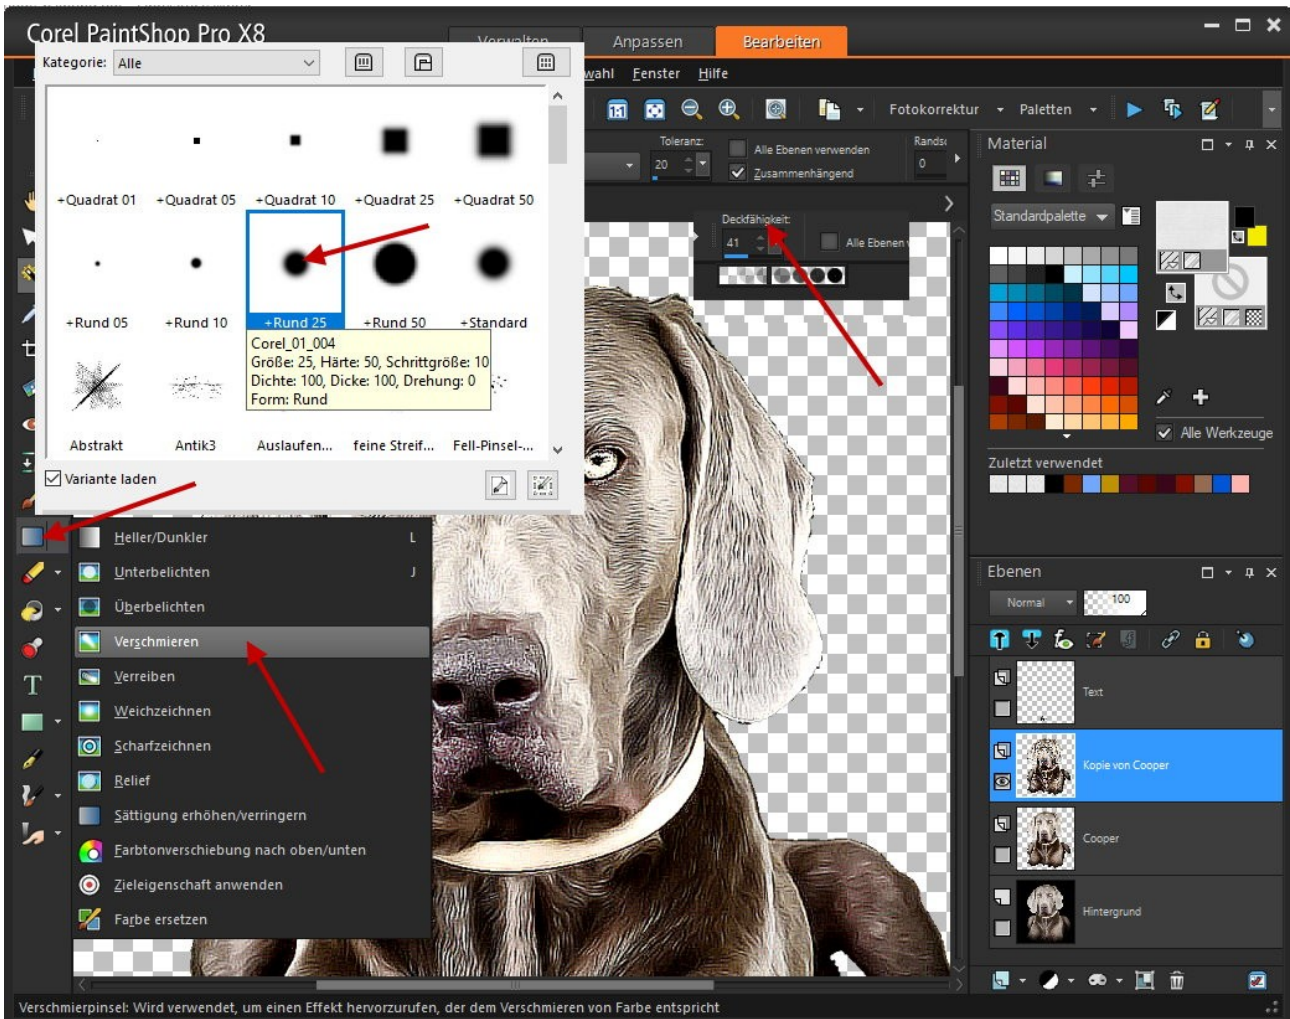 Corel PaintShop Pro X8
Verwalten
Anpassen
Bearbeiten
Kategorie: Alle
wahl Fenster Hilfe
1:1
Fotokorrektur
Paletten
Toleranz:
20
Alle Ebenen verwenden
Zusammenhängend
0
Material
+Quadrat 01 +Quadrat 05 +Quadrat 10 +Quadrat 25 +Quadrat 50
Standardpalette
Deckfähigkeit:
41
Alle Ebenen
+Rund 05 +Rund 10 +Rund 25 +Rund 50 +Standard
Corel_01_004
Größe: 25, Härte: 50, Schrittgröße: 10
Dichte: 100, Dicke: 100, Drehung: 0
Form: Rund
Abstrakt Antik3 Auslaufen... feine Streif... Fell-Pinsel-...
Alle Werkzeuge
Zuletzt verwendet
Variante laden
Heller/Dunkler L
Unterbelichten J
Überbelichten
Verschmieren
Verreiben
Weichzeichnen
Scharfzeichnen
Relief
Sättigung erhöhen/verringern
Farbtonverschiebung nach oben/unten
Zieleigenschaft anwenden
Farbe ersetzen
T
Ebenen
Normal
100
Text
Kopie von Cooper
Cooper
Hintergrund
Verschmierpinsel: Wird verwendet, um einen Effekt hervorzurufen, der dem Verschmieren von Farbe entspricht